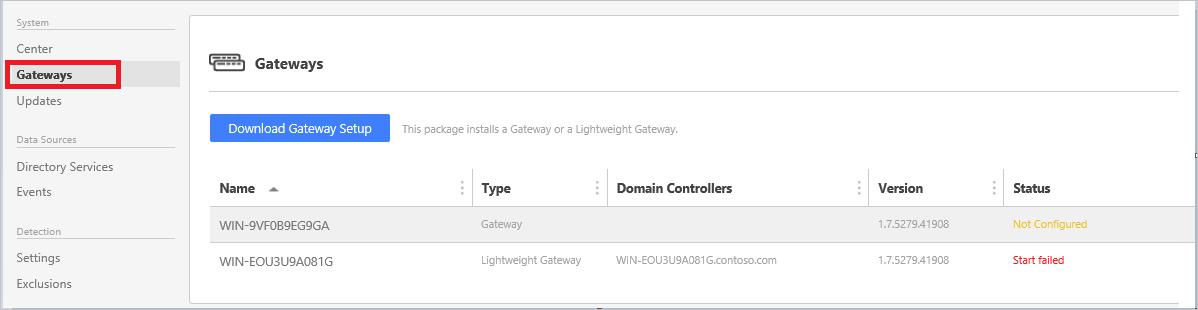 System
Center
Gateways
Updates
Data Sources
Directory Services
Events
Detection
Settings
Exclusions
Gateways
Download Gateway Setup This package installs a Gateway or a Lightweight Gateway.
Name Type Domain Controllers Version Status
WIN-9VF0B9EG9GA Gateway 1.7.5279.41908 Not Configured
WIN-EOU3U9A081G Lightweight Gateway WIN-EOU3U9A081G.contoso.com 1.7.5279.41908 Start failed